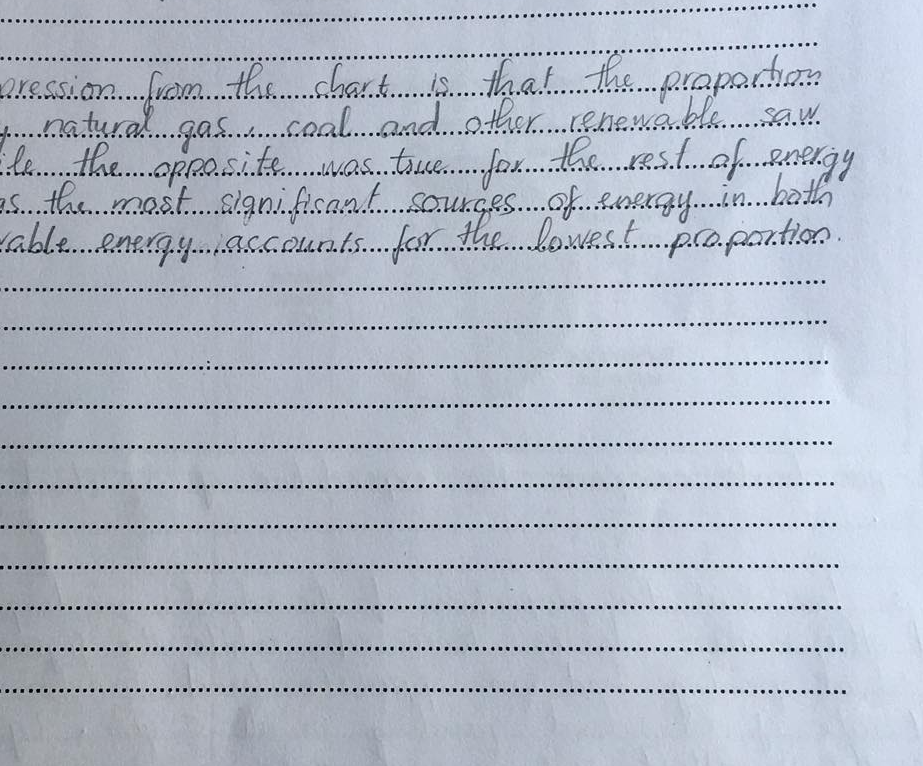 pression from the chart is that the proportion
natural gas, coal and other renewable saw
the opposite was true for the rest of energy
as the most significant sources of energy in both
able energy accounts for the lowest proportion.